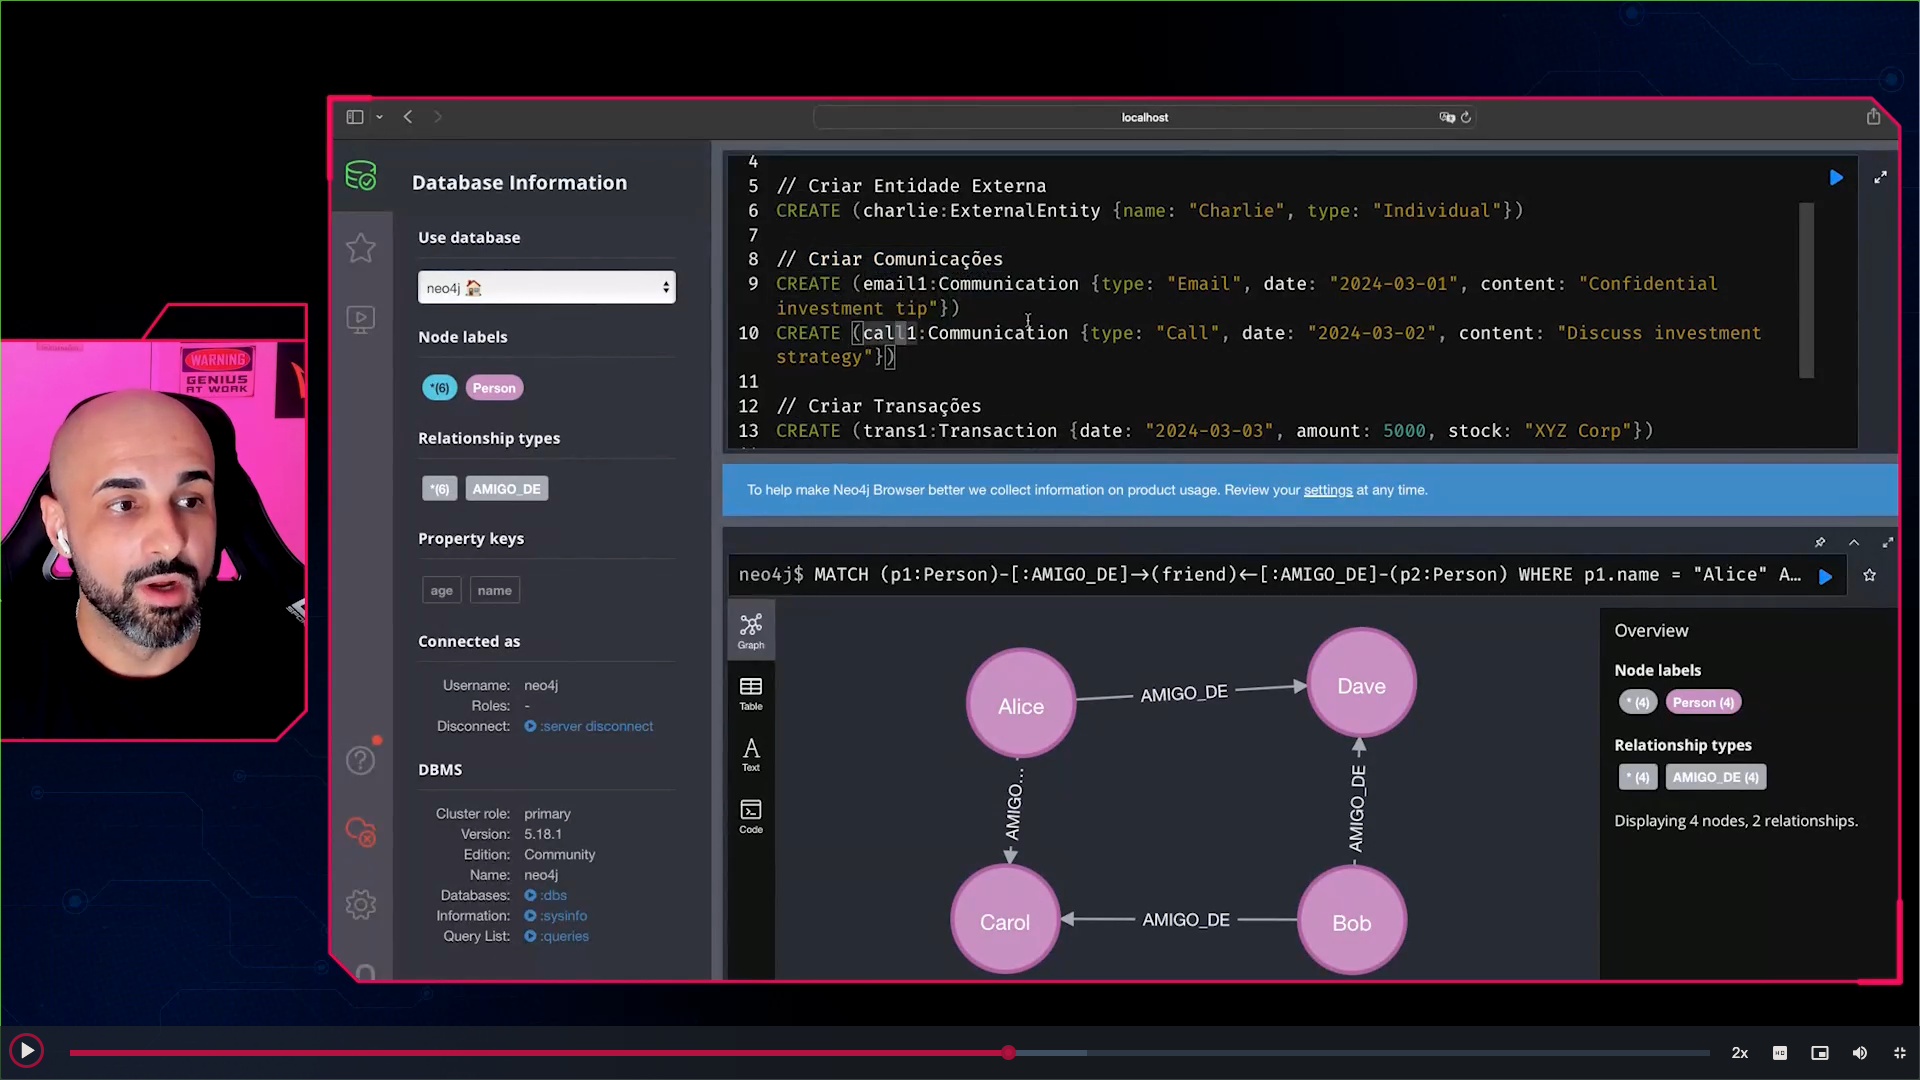 localhost
WARNING
GENIUS
AT WORK
Database Information
Use database
neo4j
Node labels
*(6) Person
Relationship types
*(6) AMIGO_DE
Property keys
age name
Connected as
Username: neo4j
Roles: -
Disconnect: :server disconnect
DBMS
Cluster role: primary
Version: 5.18.1
Edition: Community
Name: neo4j
Databases: :dbs
Information: :sysinfo
Query List: :queries
4
5 // Criar Entidade Externa
6 CREATE (charlie:ExternalEntity {name: "Charlie", type: "Individual"})
7
8 // Criar Comunicações
9 CREATE (email1:Communication {type: "Email", date: "2024-03-01", content: "Confidential
investment tip"})
10 CREATE (call1:Communication {type: "Call", date: "2024-03-02", content: "Discuss investment
strategy"})
11
12 // Criar Transações
13 CREATE (trans1:Transaction {date: "2024-03-03", amount: 5000, stock: "XYZ Corp"})
To help make Neo4j Browser better we collect information on product usage. Review your settings at any time.
neo4j$ MATCH (p1:Person)-[:AMIGO_DE]->(friend)<-[:AMIGO_DE]-(p2:Person) WHERE p1.name = "Alice" A...
Graph
Table
Text
Code
Alice
AMIGO_DE
Dave
AMIGO...
AMIGO_DE
Carol
AMIGO_DE
Bob
Overview
Node labels
* (4) Person (4)
Relationship types
* (4) AMIGO_DE (4)
Displaying 4 nodes, 2 relationships.
2x